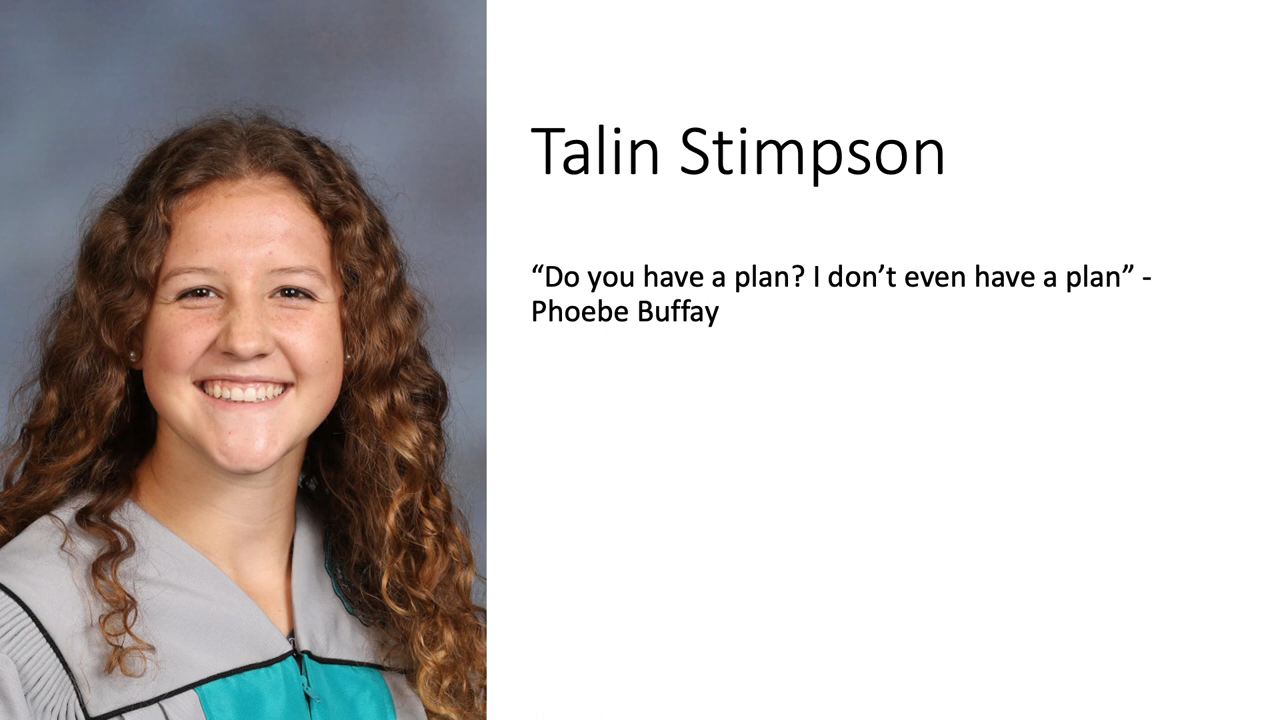 Talin Stimpson
“Do you have a plan? I don’t even have a plan” -
Phoebe Buffay